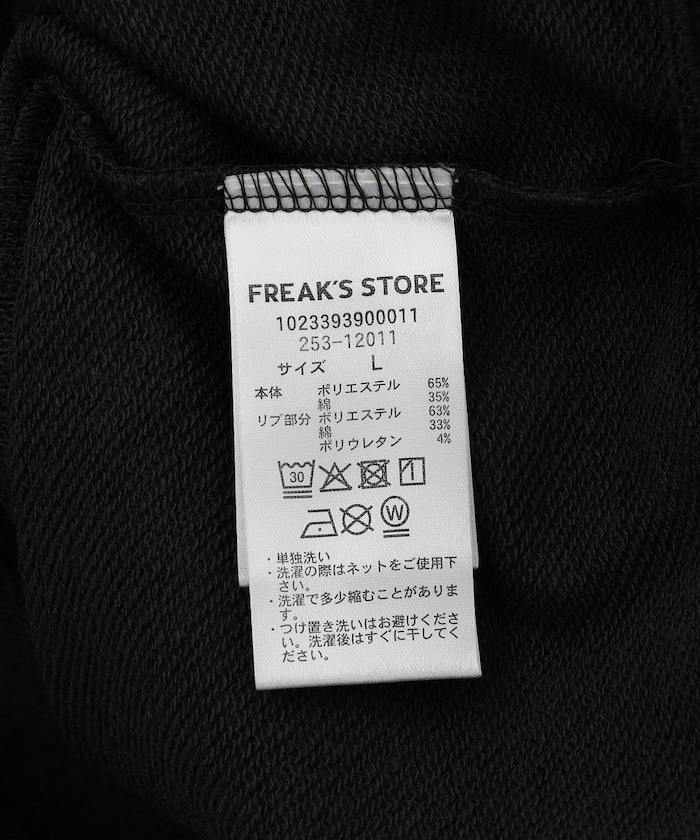 FREAK'S STORE
1023393900011
253-12011
サイズ L
本体 ポリエステル 65%
綿 35%
リブ部分 ポリエステル 63%
綿 33%
ポリウレタン 4%
30
W
・単独洗い
・洗濯の際はネットをご使用下
さい。
・洗濯で多少縮むことがありま
す。
・つけ置き洗いはお避けくださ
い。洗濯後はすぐに干してく
ださい。